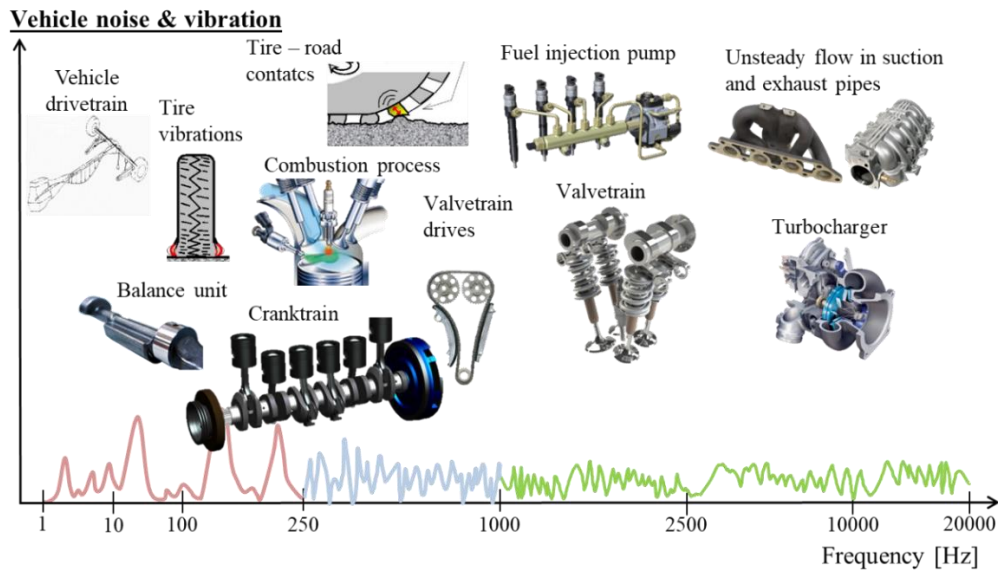 Vehicle noise & vibration
Vehicle
drivetrain
Tire
vibrations
Tire – road
contatcs
Fuel injection pump
Unsteady flow in suction
and exhaust pipes
Combustion process
Valvetrain
drives
Valvetrain
Turbocharger
Balance unit
Cranktrain
1
10
100
250
1000
2500
10000
20000
Frequency [Hz]